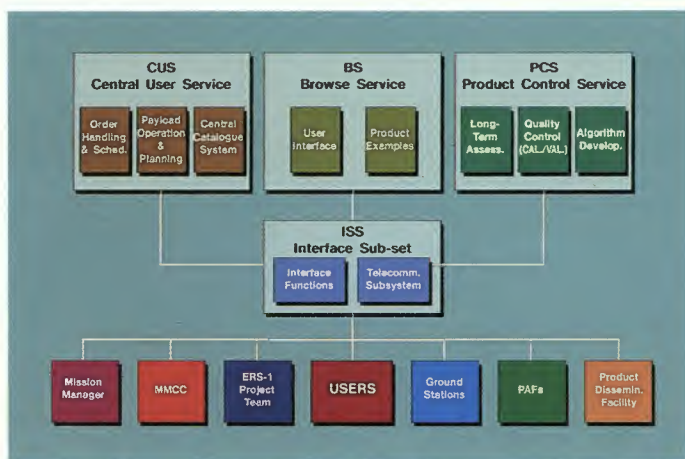 CUS
Central User Service
Order
Handling
& Sched.
Payload
Operation
&
Planning
Central
Catalogue
System
BS
Browse Service
User
Interface
Product
Examples
PCS
Product Control Service
Long-
Term
Assess.
Quality
Control
(CAL./VAL.)
Algorithm
Develop.
ISS
Interface Sub-set
Interface
Functions
Telecomm.
Subsystem
Mission
Manager
MMCC
ERS-1
Project
Team
USERS
Ground
Stations
PAFs
Product
Dissemin.
Facility